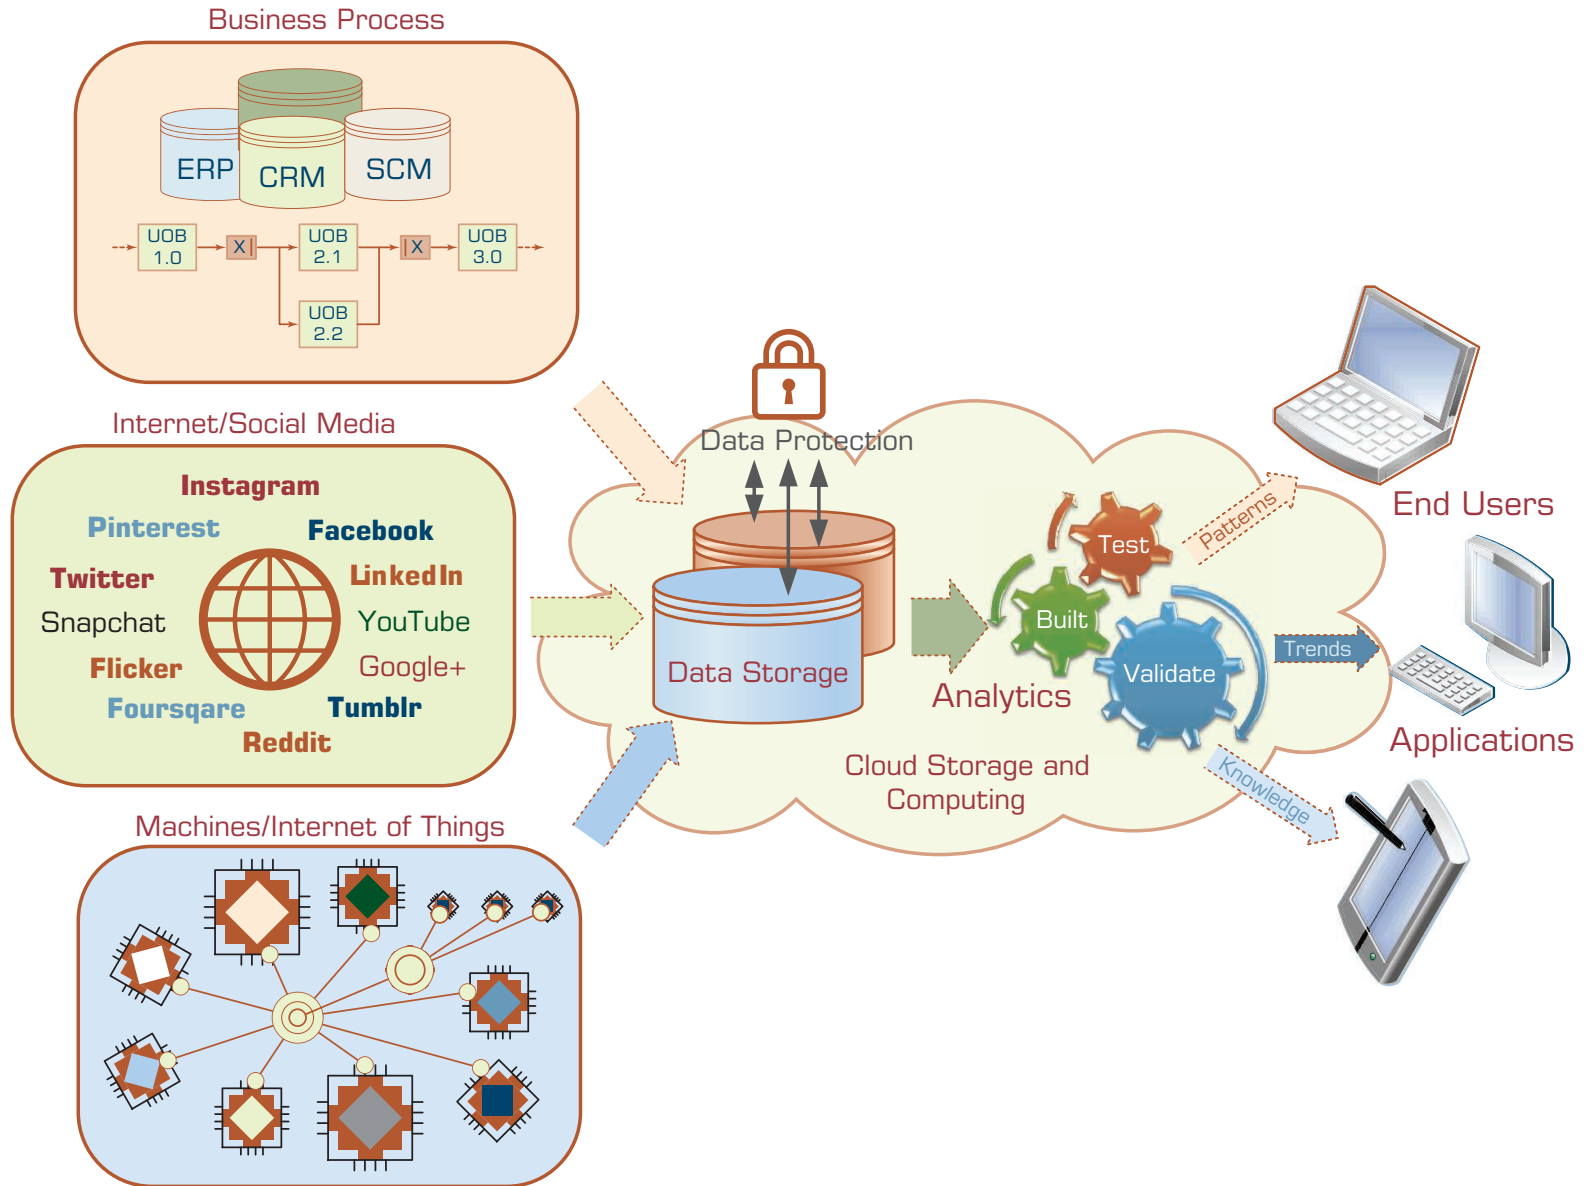 Business Process
ERP
CRM
SCM
UOB
1.0
X|
UOB
2.1
|X
UOB
3.0
UOB
2.2
Internet/Social Media
Instagram
Pinterest
Facebook
Twitter
LinkedIn
Snapchat
YouTube
Flicker
Google+
Foursqare
Tumblr
Reddit
Machines/Internet of Things
Data Protection
Data Storage
Analytics
Test
Built
Validate
Cloud Storage and
Computing
Patterns
Trends
Knowledge
End Users
Applications